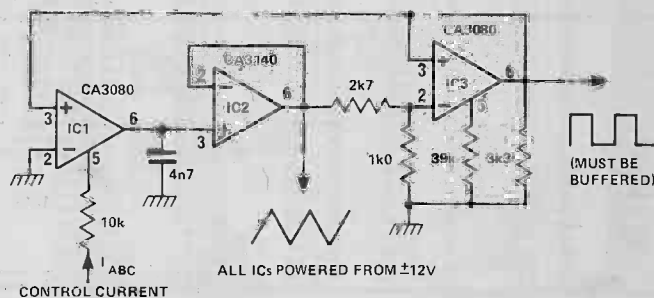 CA3080
3
+
IC1
6
−
2
5
10k
I ABC
CONTROL CURRENT
4n7
CA3140
2
−
6
IC2
3
+
2k7
1k0
CA3080
+
3
6
IC3
−
2
5
39k
3k3
(MUST BE
BUFFERED)
ALL ICs POWERED FROM ±12V